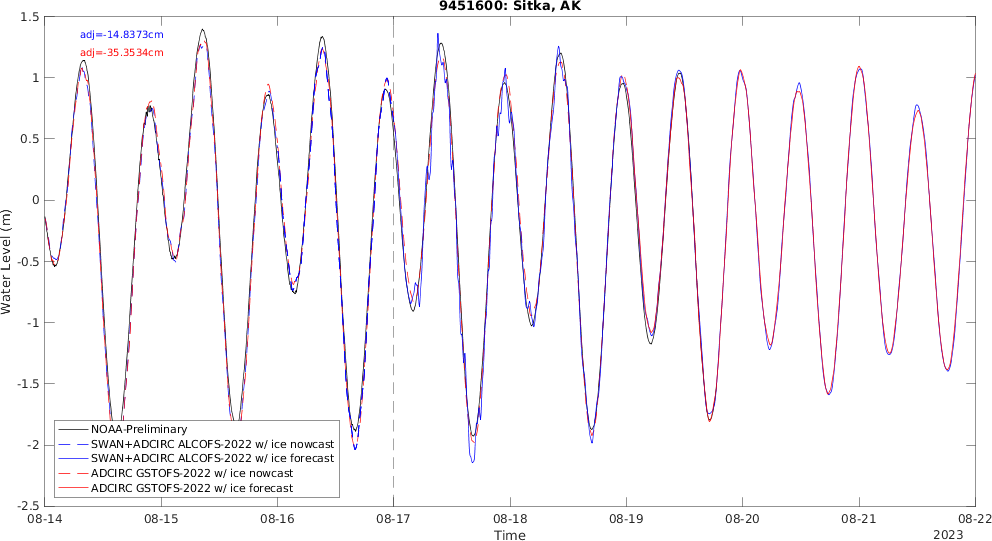 9451600: Sitka, AK
adj=-14.8373cm
adj=-35.3534cm
1.5
1
0.5
0
-0.5
-1
-1.5
-2
-2.5
Water Level (m)
NOAA-Preliminary
SWAN+ADCIRC ALCOFS-2022 w/ ice nowcast
SWAN+ADCIRC ALCOFS-2022 w/ ice forecast
ADCIRC GSTOFS-2022 w/ ice nowcast
ADCIRC GSTOFS-2022 w/ ice forecast
08-14 08-15 08-16 08-17 08-18 08-19 08-20 08-21 08-22
Time
2023